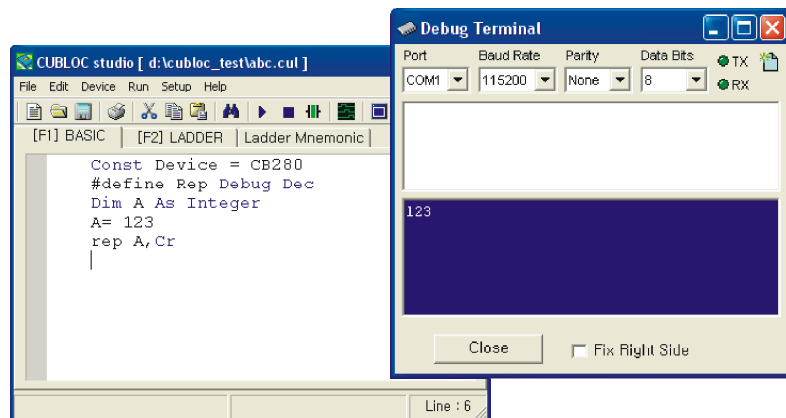 CUBLOC studio [ d:\cubloc_test\abc.cul ]
File Edit Device Run Setup Help
[F1] BASIC [F2] LADDER Ladder Mnemonic
Const Device = CB280
#define Rep Debug Dec
Dim A As Integer
A= 123
rep A,Cr
Line : 6
Debug Terminal
Port Baud Rate Parity Data Bits
TX
COM1 115200 None 8
RX
123
Close Fix Right Side